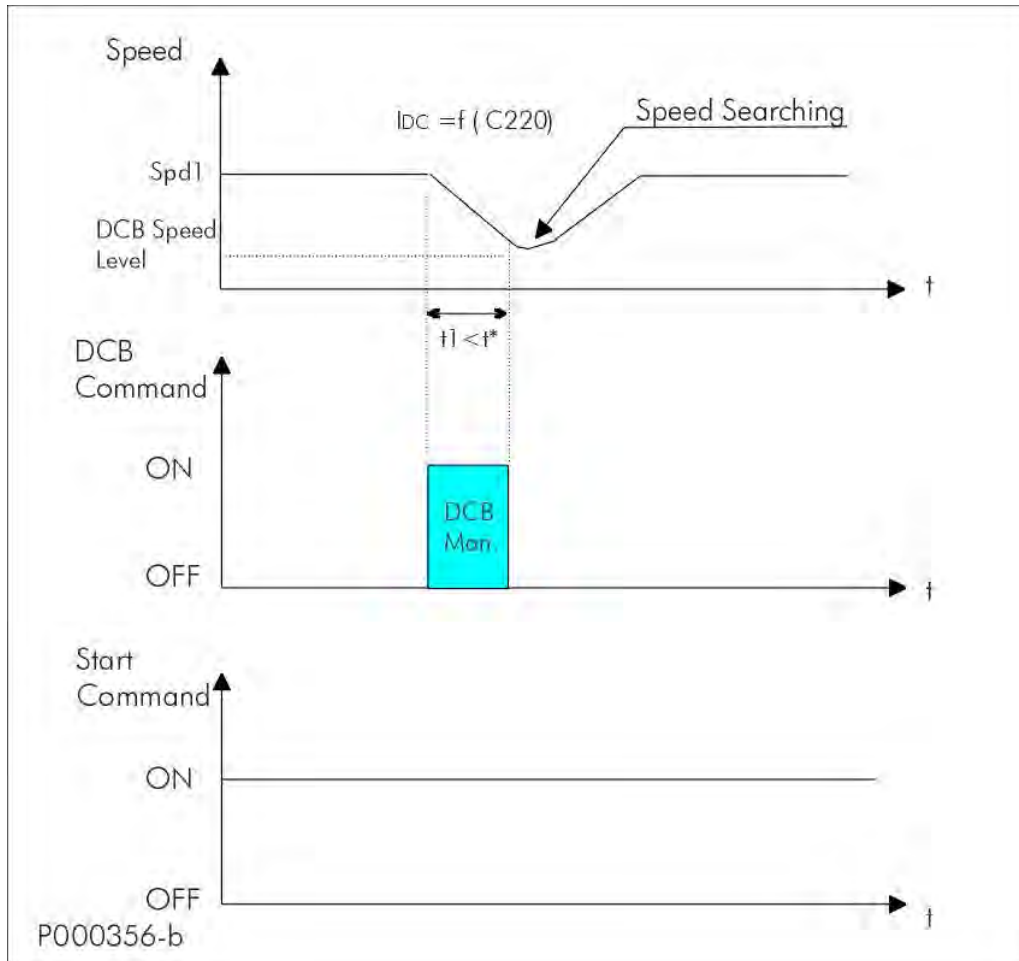 Speed
IDC =f ( C220)
Speed Searching
Spd1
DCB Speed
Level
t
t1 <t*
DCB
Command
ON
DCB
Man.
OFF
t
Start
Command
ON
OFF
t
P000356-b